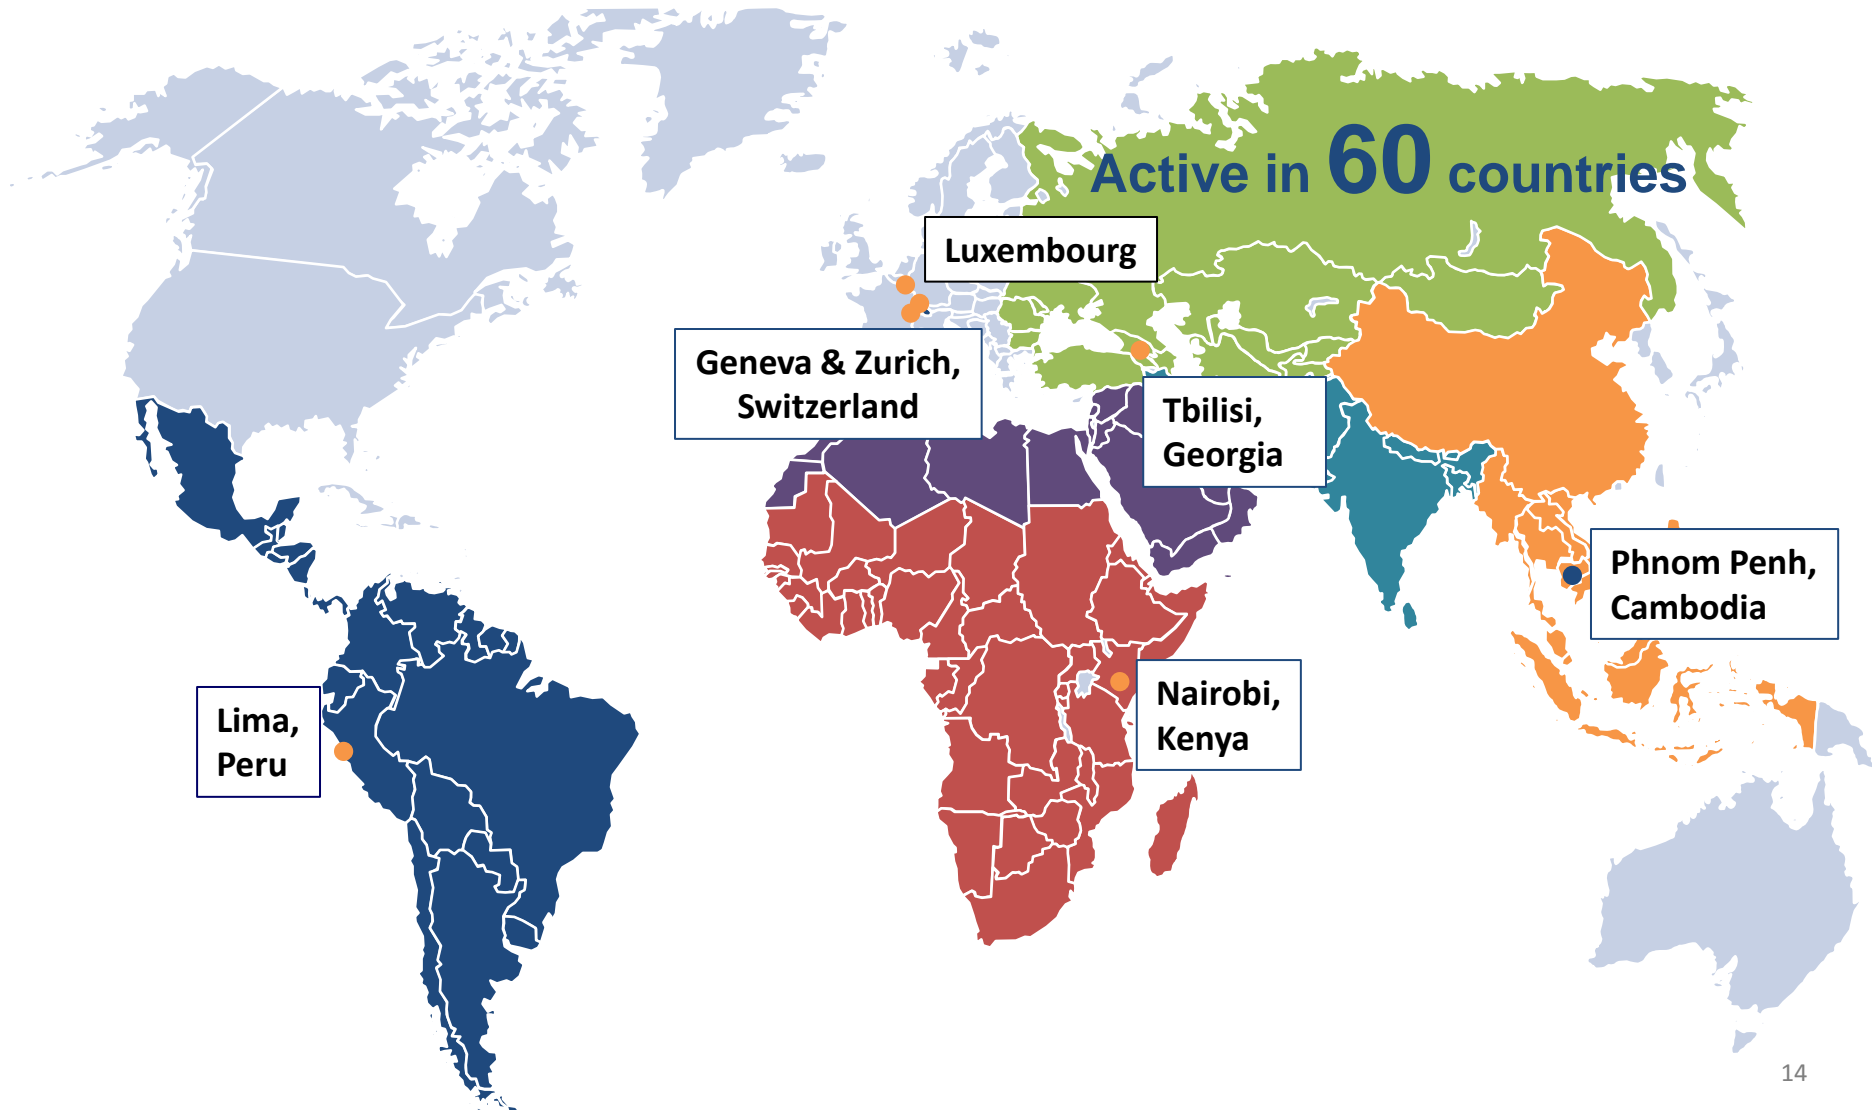 Active in 60 countries
Luxembourg
Geneva & Zurich,
Switzerland
Tbilisi,
Georgia
Phnom Penh,
Cambodia
Nairobi,
Kenya
Lima,
Peru
14